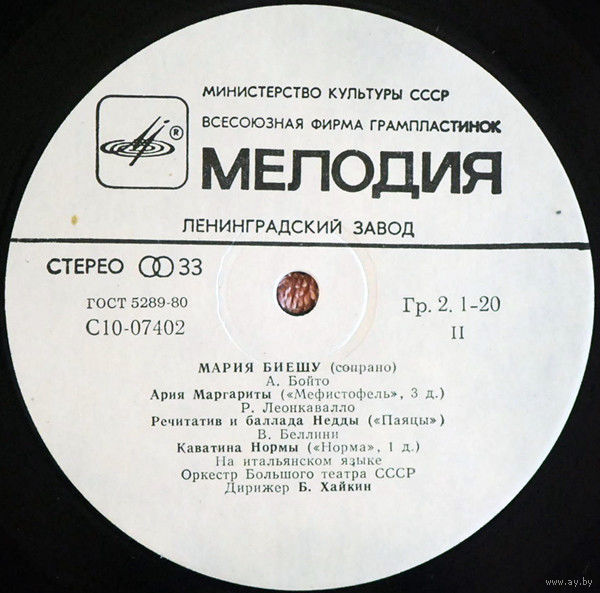 МИНИСТЕРСТВО КУЛЬТУРЫ СССР
ВСЕСОЮЗНАЯ ФИРМА ГРАМПЛАСТИНОК
®
МЕЛОДИЯ
ЛЕНИНГРАДСКИЙ ЗАВОД
СТЕРЕО 33
ГОСТ 5289-80
Гр. 2. 1-20
С10-07402
II
МАРИЯ БИЕШУ (сопрано)
А. Бойто
Ария Маргариты («Мефистофель», 3 д.)
Р. Леонкавалло
Речитатив и баллада Недды («Паяцы»)
В. Беллини
Каватина Нормы («Норма», 1 д.)
На итальянском языке
Оркестр Большого театра СССР
Дирижер Б. Хайкин
www.ay.by